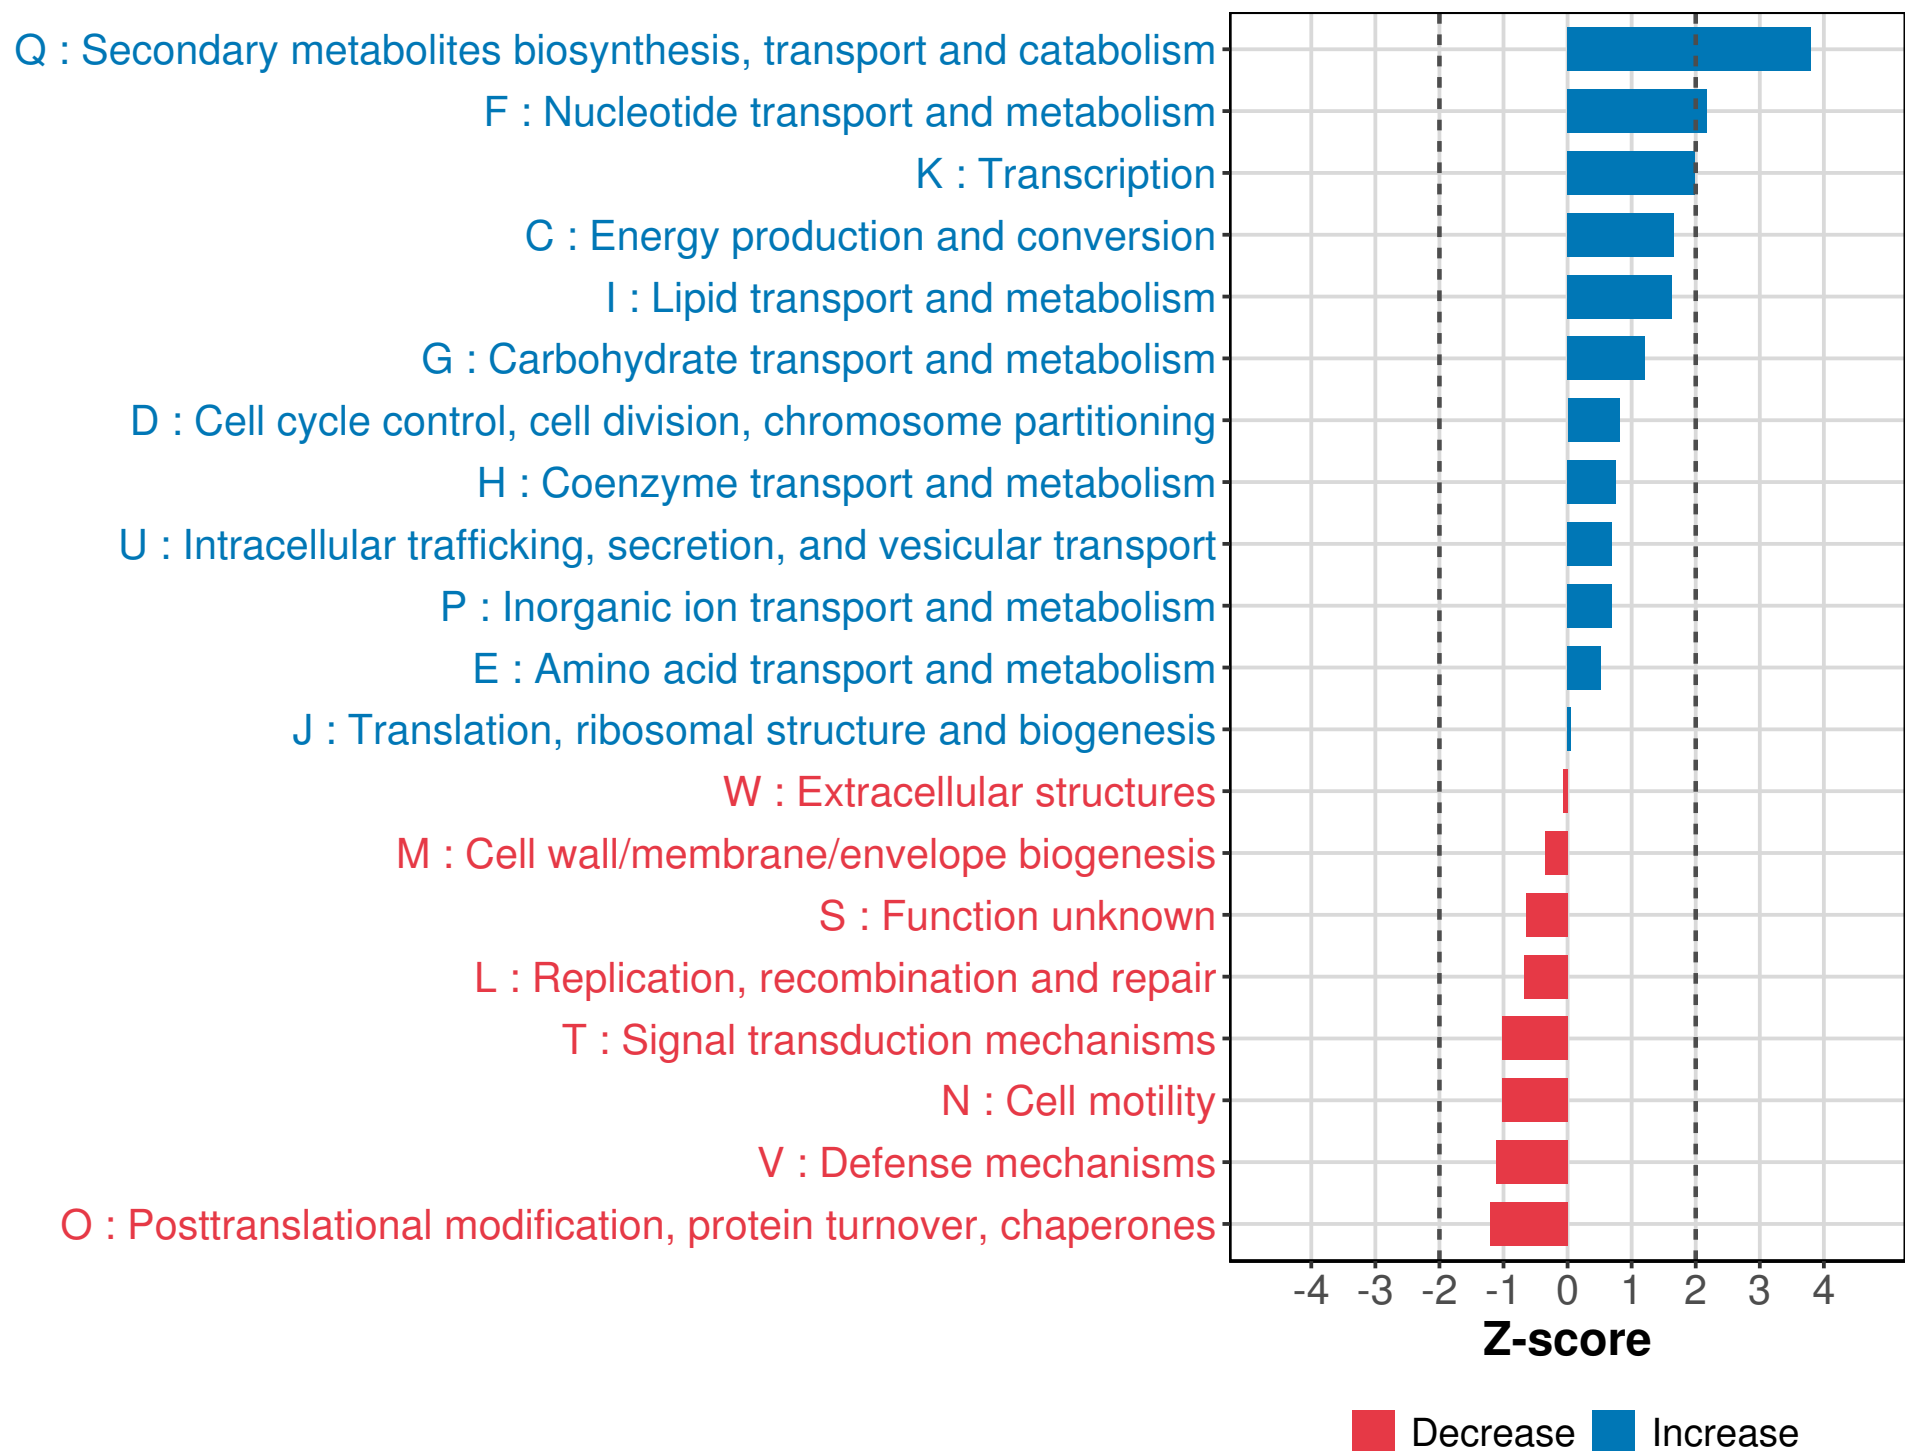 Q : Secondary metabolites biosynthesis, transport and catabolism
F : Nucleotide transport and metabolism
K : Transcription
C : Energy production and conversion
I : Lipid transport and metabolism
G : Carbohydrate transport and metabolism
D : Cell cycle control, cell division, chromosome partitioning
H : Coenzyme transport and metabolism
U : Intracellular trafficking, secretion, and vesicular transport
P : Inorganic ion transport and metabolism
E : Amino acid transport and metabolism
J : Translation, ribosomal structure and biogenesis
W : Extracellular structures
M : Cell wall/membrane/envelope biogenesis
S : Function unknown
L : Replication, recombination and repair
T : Signal transduction mechanisms
N : Cell motility
V : Defense mechanisms
O : Posttranslational modification, protein turnover, chaperones
-4 -3 -2 -1 0 1 2 3 4
Z-score
Decrease Increase